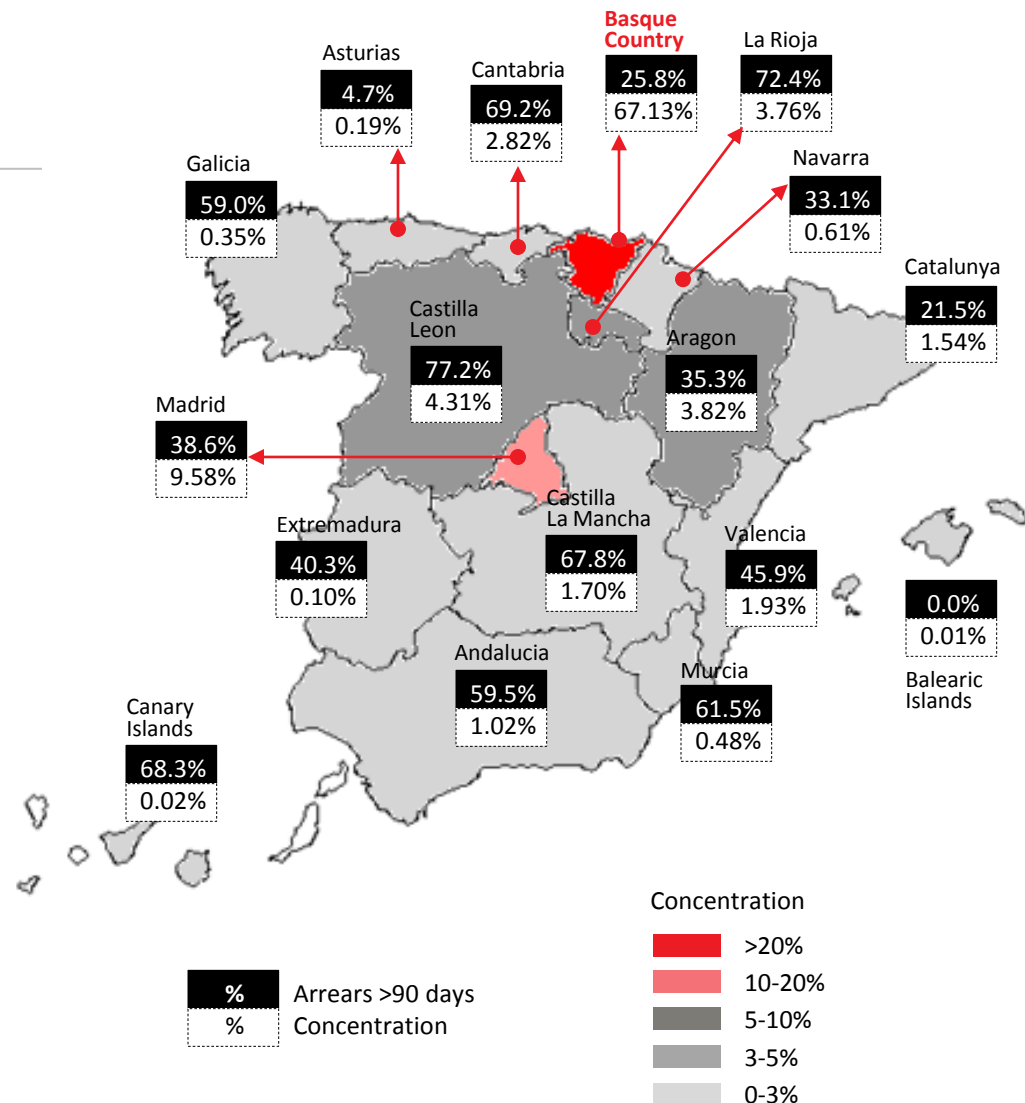 Basque
Country
25.8%
67.13%
La Rioja
72.4%
3.76%
Asturias
4.7%
0.19%
Cantabria
69.2%
2.82%
Navarra
33.1%
0.61%
Galicia
59.0%
0.35%
Catalunya
21.5%
1.54%
Castilla
Leon
77.2%
4.31%
Aragon
35.3%
3.82%
Madrid
38.6%
9.58%
Castilla
La Mancha
67.8%
1.70%
Extremadura
40.3%
0.10%
Valencia
45.9%
1.93%
0.0%
0.01%
Balearic
Islands
Andalucia
59.5%
1.02%
Murcia
61.5%
0.48%
Canary
Islands
68.3%
0.02%
Concentration
>20%
10-20%
5-10%
3-5%
0-3%
% Arrears >90 days
% Concentration